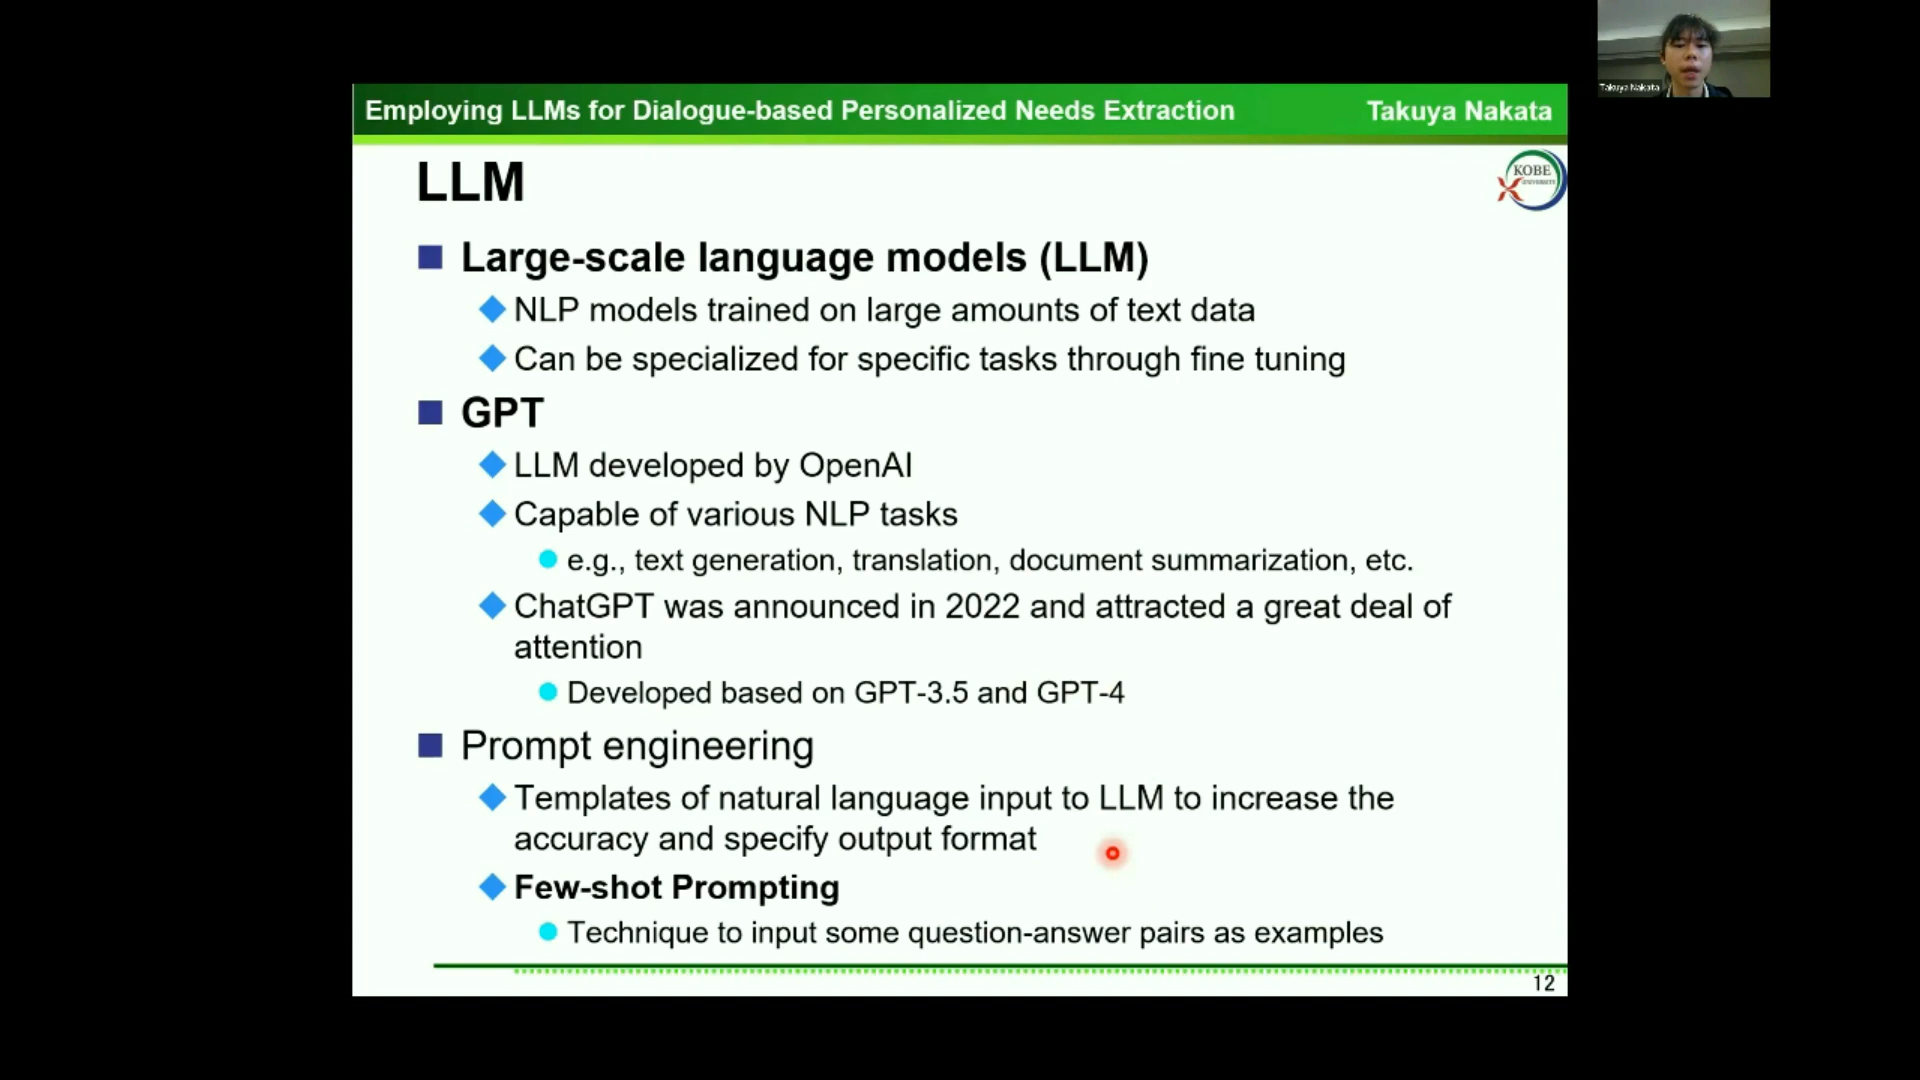 Takuya Nakata
Employing LLMs for Dialogue-based Personalized Needs Extraction
Takuya Nakata
KOBE
UNIVERSITY
LLM
Large-scale language models (LLM)
NLP models trained on large amounts of text data
Can be specialized for specific tasks through fine tuning
GPT
LLM developed by OpenAI
Capable of various NLP tasks
e.g., text generation, translation, document summarization, etc.
ChatGPT was announced in 2022 and attracted a great deal of
attention
Developed based on GPT-3.5 and GPT-4
Prompt engineering
Templates of natural language input to LLM to increase the
accuracy and specify output format
Few-shot Prompting
Technique to input some question-answer pairs as examples
12